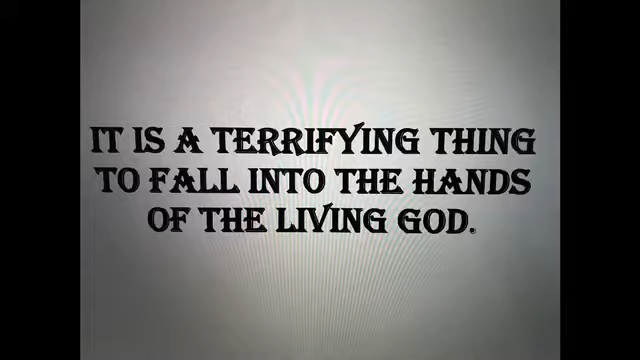 IT IS A TERRIFYING THING
TO FALL INTO THE HANDS
OF THE LIVING GOD.